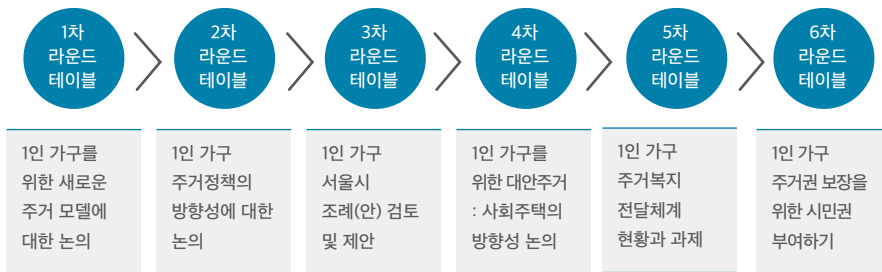 1차
라운드
테이블
2차
라운드
테이블
3차
라운드
테이블
4차
라운드
테이블
5차
라운드
테이블
6차
라운드
테이블
1인 가구를
위한 새로운
주거 모델에
대한 논의
1인 가구
주거정책의
방향성에 대한
논의
1인 가구
서울시
조례(안) 검토
및 제안
1인 가구를
위한 대안주거
: 사회주택의
방향성 논의
1인 가구
주거복지
전달체계
현황과 과제
1인 가구
주거권 보장을
위한 시민권
부여하기